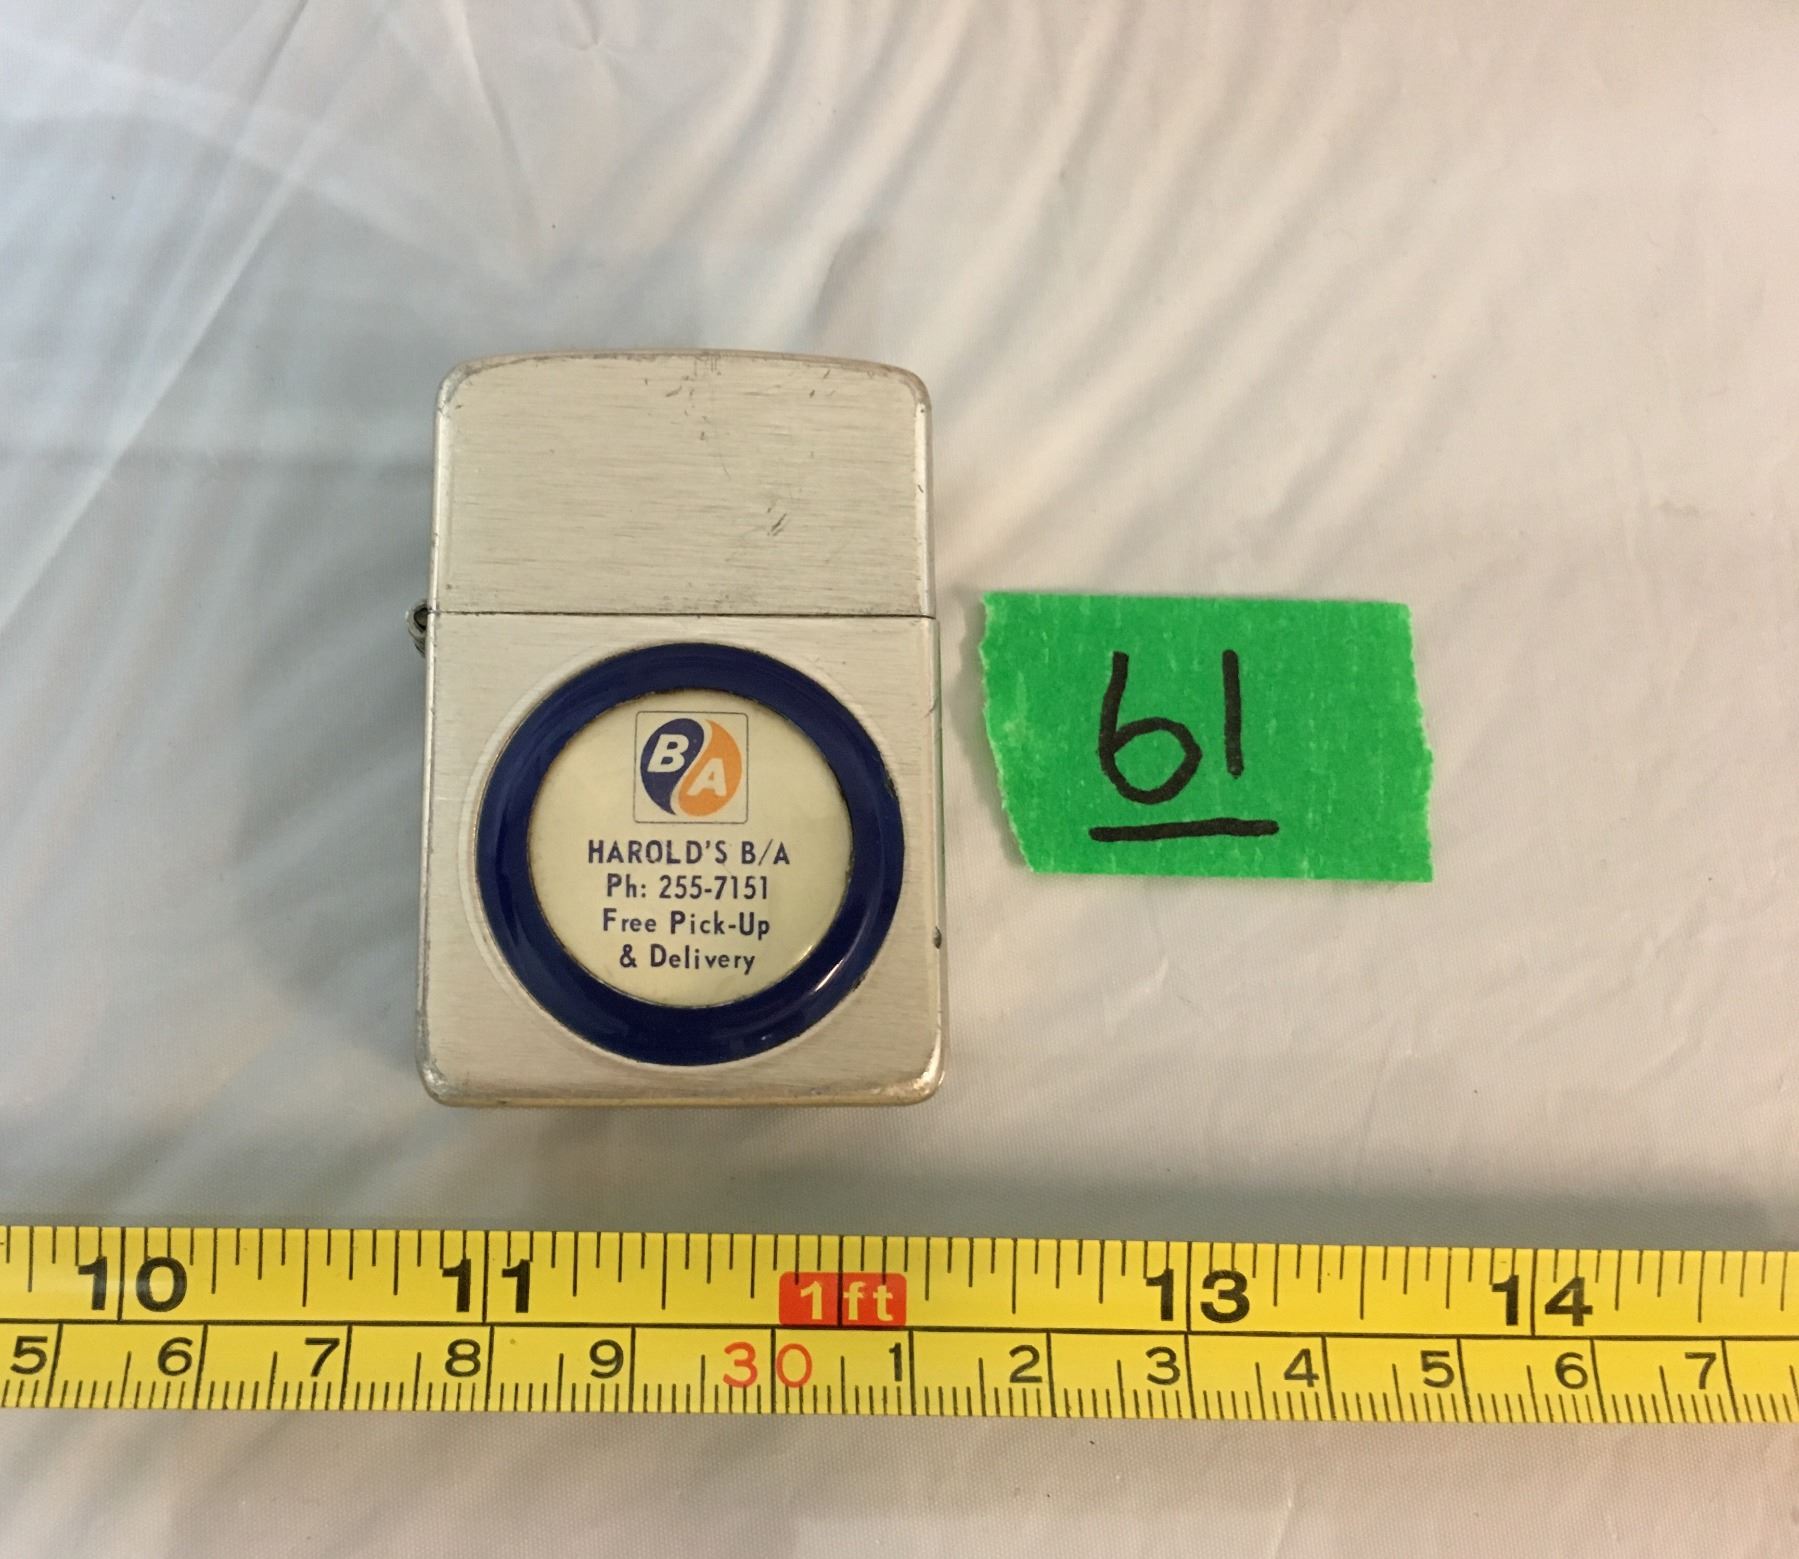 B A
HAROLD'S B/A
Ph: 255-7151
Free Pick-Up
& Delivery
61
10 11 1ft 13 14
5 6 7 8 9 30 1 2 3 4 5 6 7